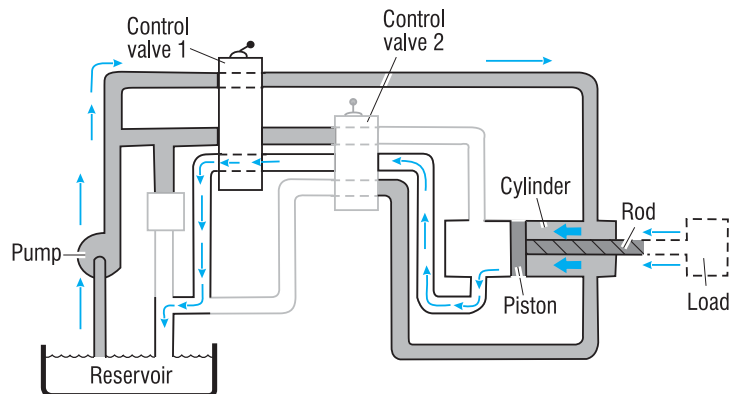 Control
valve 1
Control
valve 2
Cylinder
Rod
Pump
Piston
Load
Reservoir